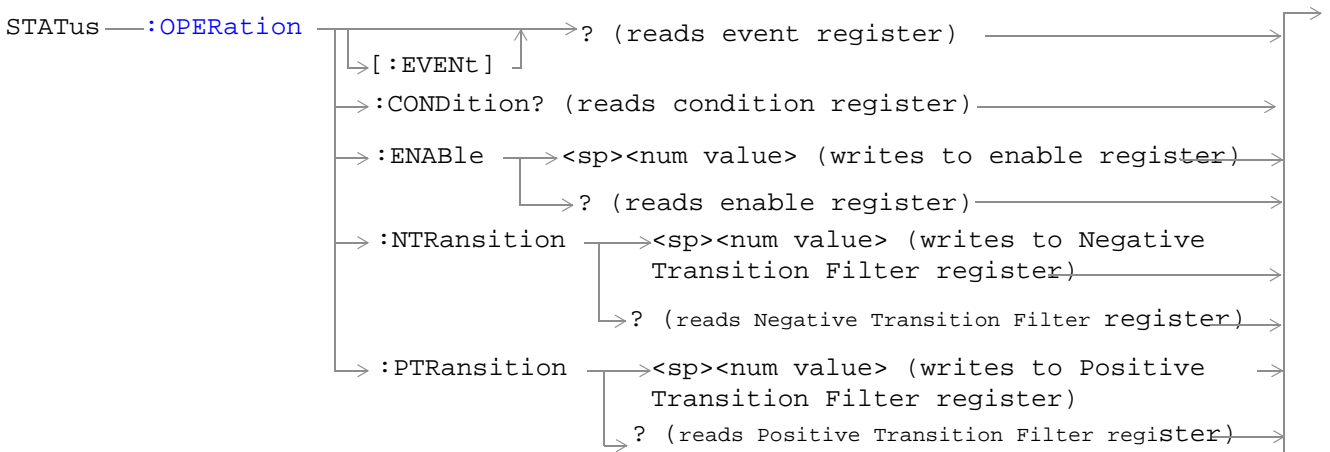 STATus :OPERation ? (reads event register)
[:EVENt]
:CONDition? (reads condition register)
:ENABle <sp><num value> (writes to enable register)
? (reads enable register)
:NTRansition <sp><num value> (writes to Negative
Transition Filter register)
? (reads Negative Transition Filter register)
:PTRansition <sp><num value> (writes to Positive
Transition Filter register)
? (reads Positive Transition Filter register)